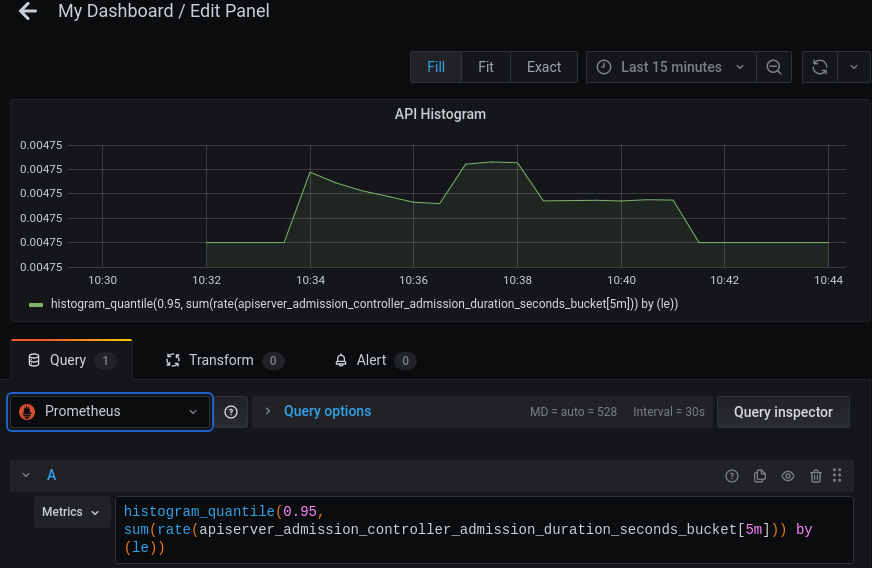 My Dashboard / Edit Panel
Fill Fit Exact Last 15 minutes
API Histogram
0.00475
0.00475
0.00475
0.00475
0.00475
0.00475
10:30 10:32 10:34 10:36 10:38 10:40 10:42 10:44
histogram_quantile(0.95, sum(rate(apiserver_admission_controller_admission_duration_seconds_bucket[5m])) by (le))
Query 1 Transform 0 Alert 0
Prometheus Query options MD = auto = 528 Interval = 30s Query inspector
A
Metrics histogram_quantile(0.95,
sum(rate(apiserver_admission_controller_admission_duration_seconds_bucket[5m])) by
(le))